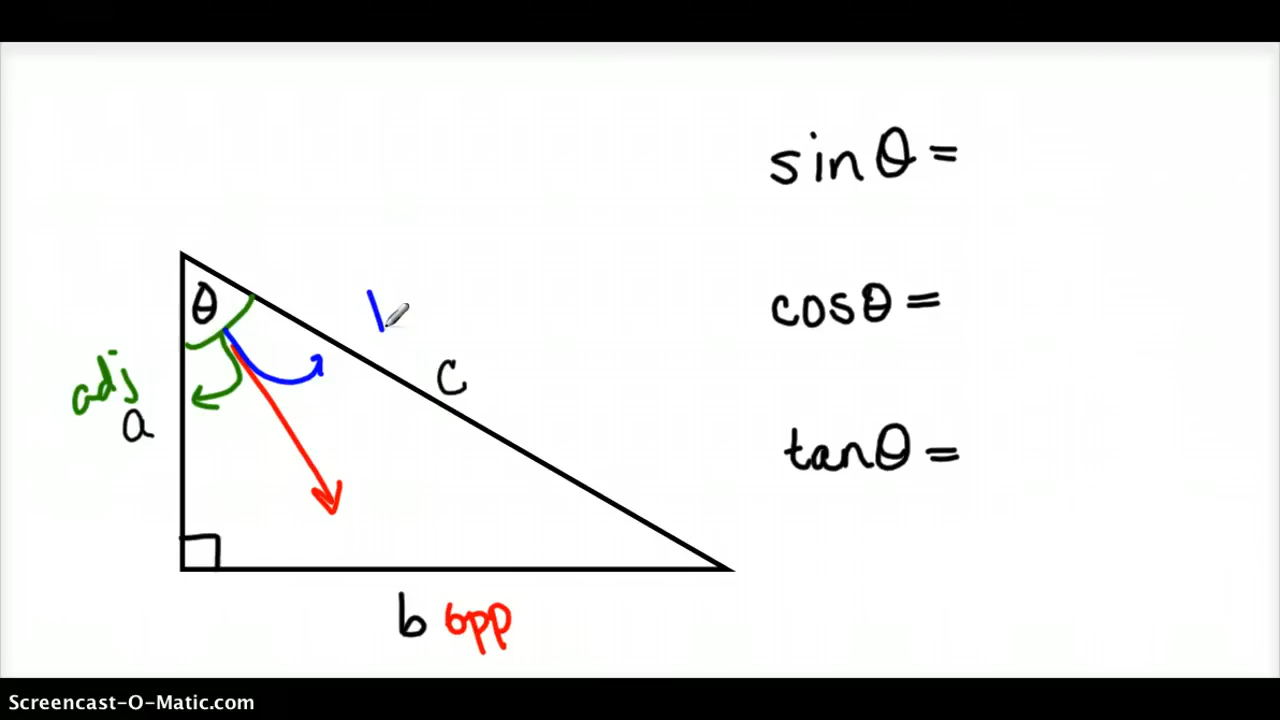 sinθ=
θ
cosθ=
adj
a
c
tanθ=
b opp
Screencast-O-Matic.com